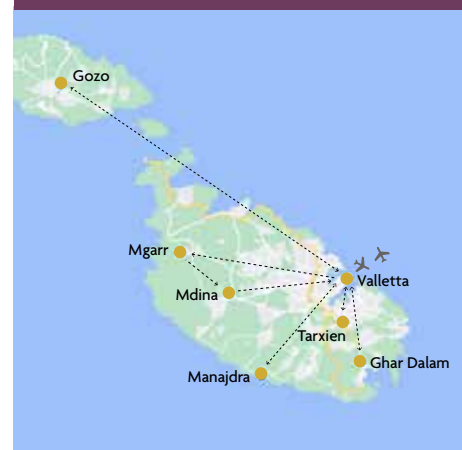 Gozo
Mgarr
Valletta
Mdina
Tarxien
Ghar Dalam
Manajdra